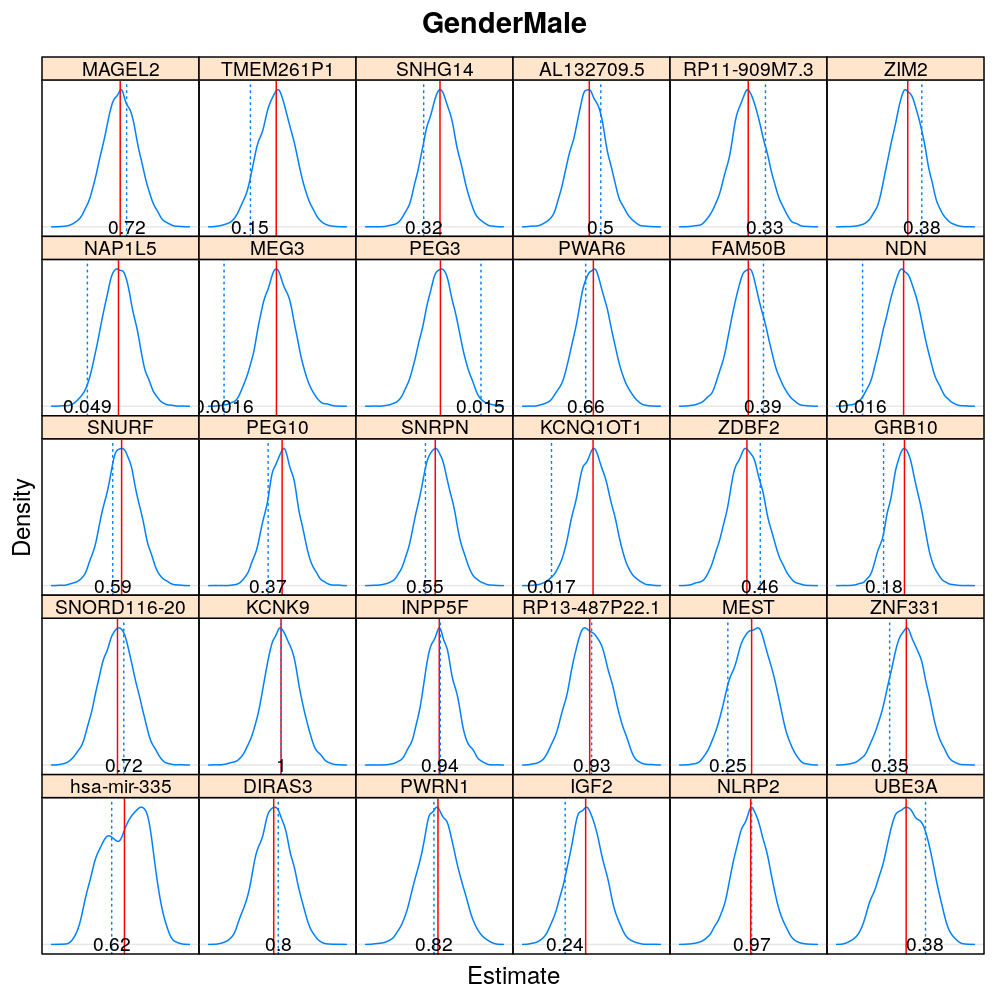 GenderMale
MAGEL2 TMEM261P1 SNHG14 AL132709.5 RP11-909M7.3 ZIM2
0.72 0.15 0.32 0.5 0.33 0.38
NAP1L5 MEG3 PEG3 PWAR6 FAM50B NDN
0.049 0.0016 0.015 0.66 0.39 0.016
SNURF PEG10 SNRPN KCNQ1OT1 ZDBF2 GRB10
0.59 0.37 0.55 0.017 0.46 0.18
SNORD116-20 KCNK9 INPP5F RP13-487P22.1 MEST ZNF331
0.72 1 0.94 0.93 0.25 0.35
hsa-mir-335 DIRAS3 PWRN1 IGF2 NLRP2 UBE3A
0.62 0.8 0.82 0.24 0.97 0.38
Density
Estimate